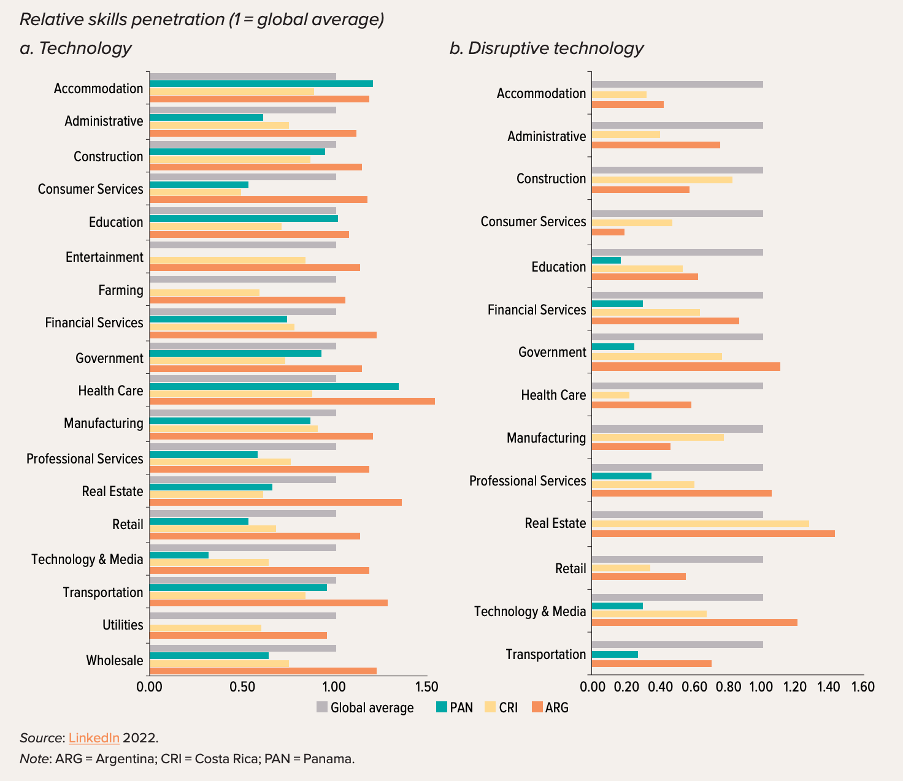 Relative skills penetration (1 = global average)
a. Technology
Accommodation
Administrative
Construction
Consumer Services
Education
Entertainment
Farming
Financial Services
Government
Health Care
Manufacturing
Professional Services
Real Estate
Retail
Technology & Media
Transportation
Utilities
Wholesale
0.00 0.50 1.00 1.50
b. Disruptive technology
Accommodation
Administrative
Construction
Consumer Services
Education
Financial Services
Government
Health Care
Manufacturing
Professional Services
Real Estate
Retail
Technology & Media
Transportation
0.00 0.20 0.40 0.60 0.80 1.00 1.20 1.40 1.60
Global average PAN CRI ARG
Source: LinkedIn 2022.
Note: ARG = Argentina; CRI = Costa Rica; PAN = Panama.